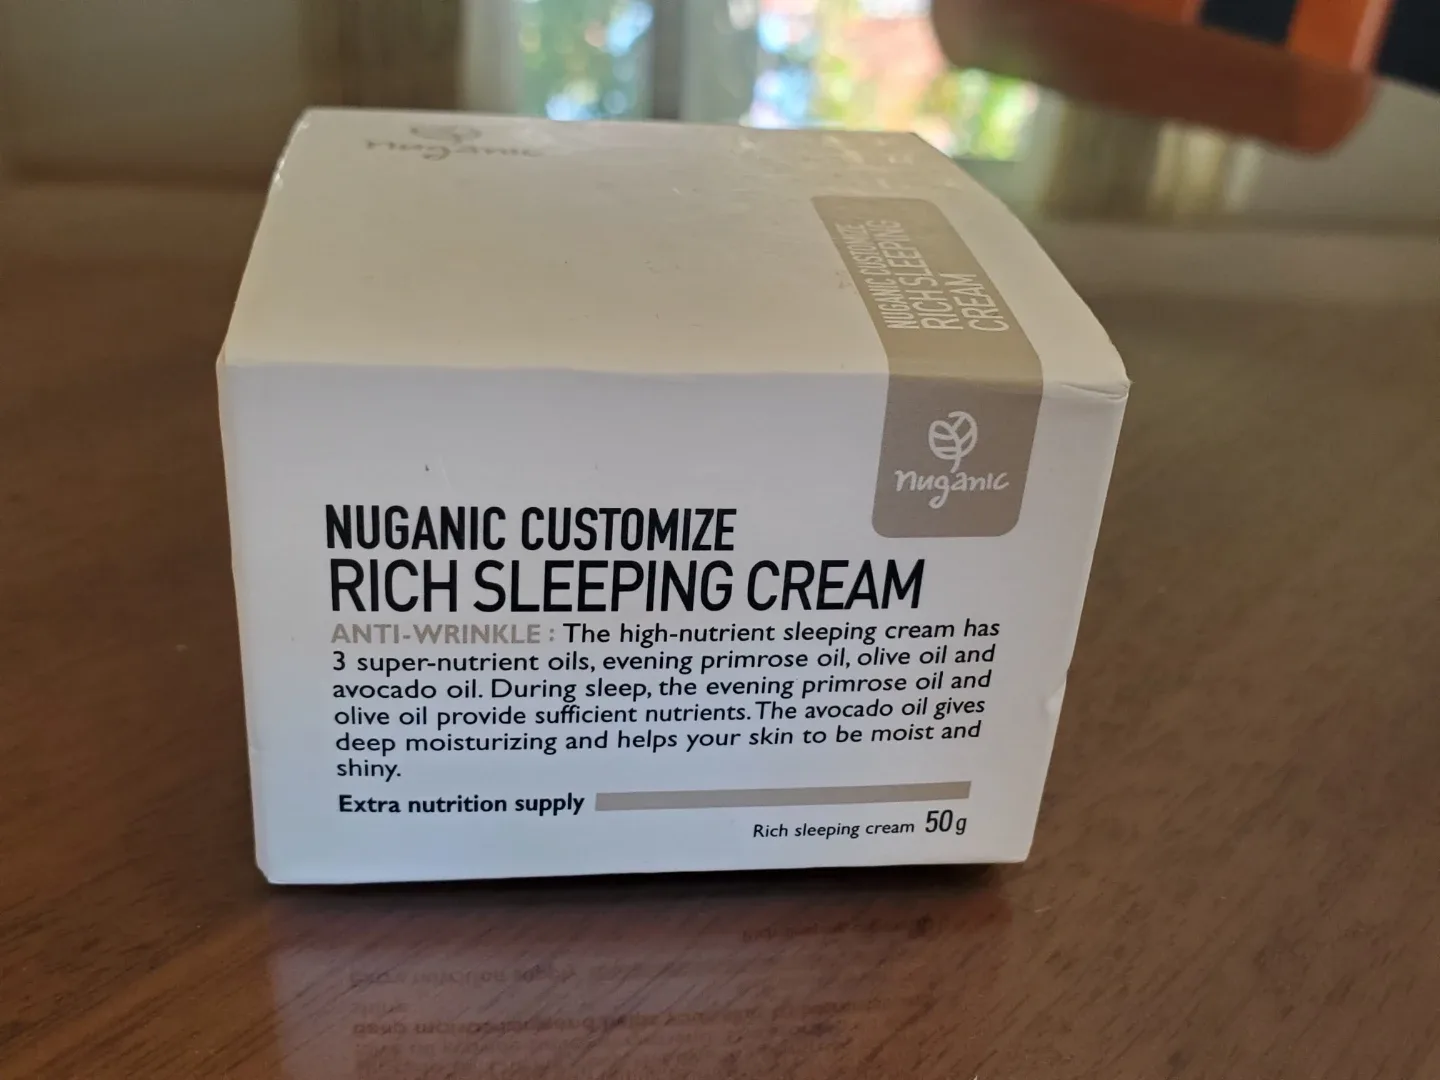 nuganic
NUGANIC CUSTOMIZE
RICH SLEEPING
CREAM
nuganic
NUGANIC CUSTOMIZE
RICH SLEEPING CREAM
ANTI-WRINKLE : The high-nutrient sleeping cream has
3 super-nutrient oils, evening primrose oil, olive oil and
avocado oil. During sleep, the evening primrose oil and
olive oil provide sufficient nutrients. The avocado oil gives
deep moisturizing and helps your skin to be moist and
shiny.
Extra nutrition supply
Rich sleeping cream 50g